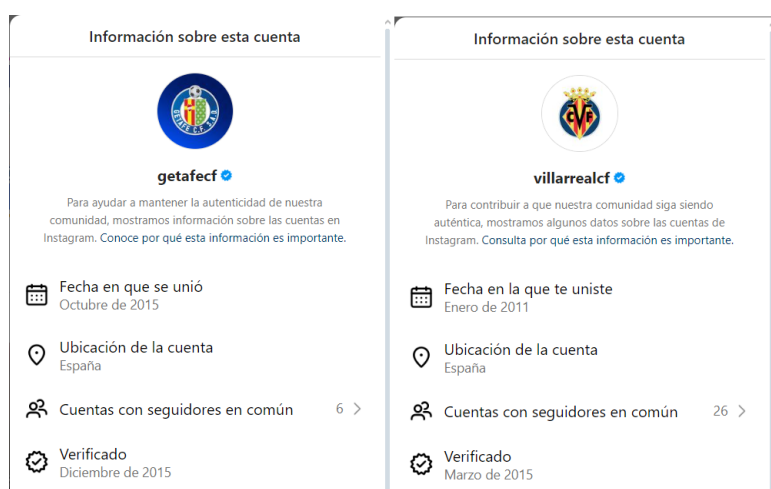 Información sobre esta cuenta
GETAFE C.F. S.A.D.
getafecf
Para ayudar a mantener la autenticidad de nuestra
comunidad, mostramos información sobre las cuentas en
Instagram. Conoce por qué esta información es importante.
Fecha en que se unió
Octubre de 2015
Ubicación de la cuenta
España
Cuentas con seguidores en común 6 >
Verificado
Diciembre de 2015
Información sobre esta cuenta
CVF
villarrealcf
Para contribuir a que nuestra comunidad siga siendo
auténtica, mostramos algunos datos sobre las cuentas de
Instagram. Consulta por qué esta información es importante.
Fecha en la que te uniste
Enero de 2011
Ubicación de la cuenta
España
Cuentas con seguidores en común 26 >
Verificado
Marzo de 2015